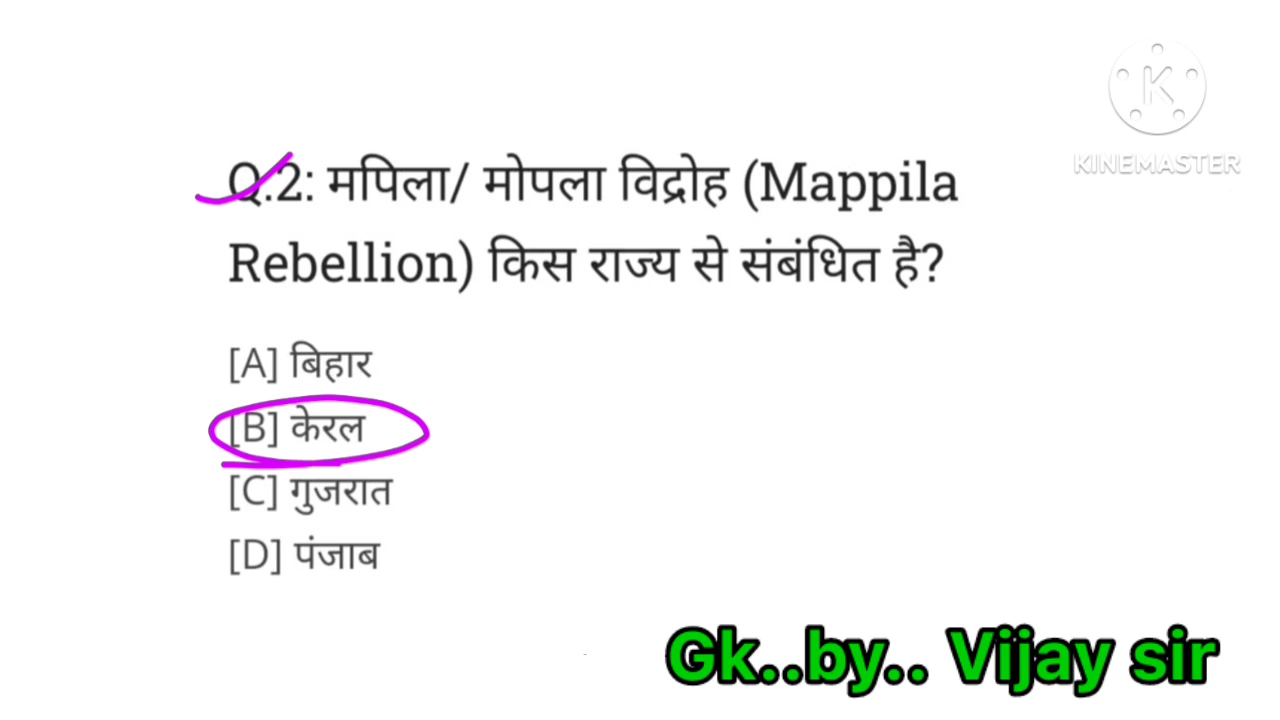 KINEMASTER
Q.2: मपिला/ मोपला विद्रोह (Mappila
Rebellion) किस राज्य से संबंधित है?
[A] बिहार
[B] केरल
[C] गुजरात
[D] पंजाब
Gk..by.. Vijay sir